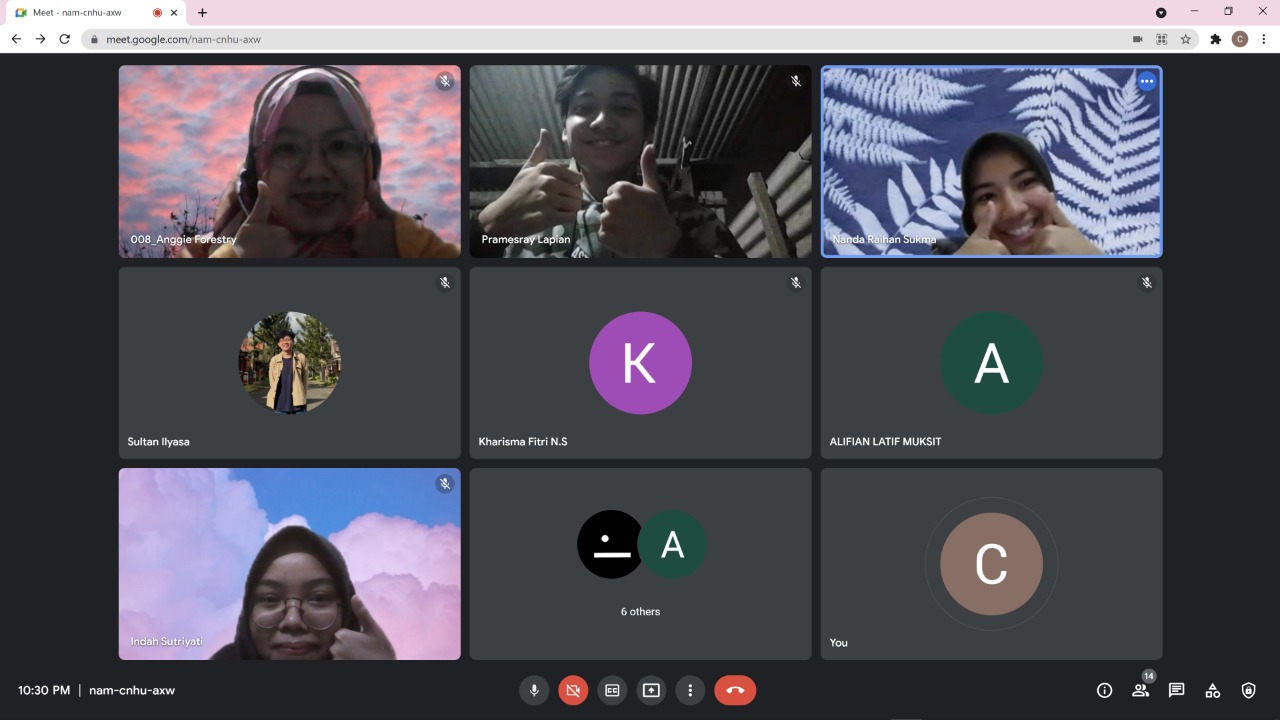 Meet - nam-cnhu-axw
meet.google.com/nam-cnhu-axw
C
008_Anggie Forestry
Pramesray Lapian
Nanda Raihan Sukma
Sultan Ilyasa
K
Kharisma Fitri N.S
A
ALIFIAN LATIF MUKSIT
Indah Sutriyati
A
6 others
C
You
10:30 PM | nam-cnhu-axw
CC
14